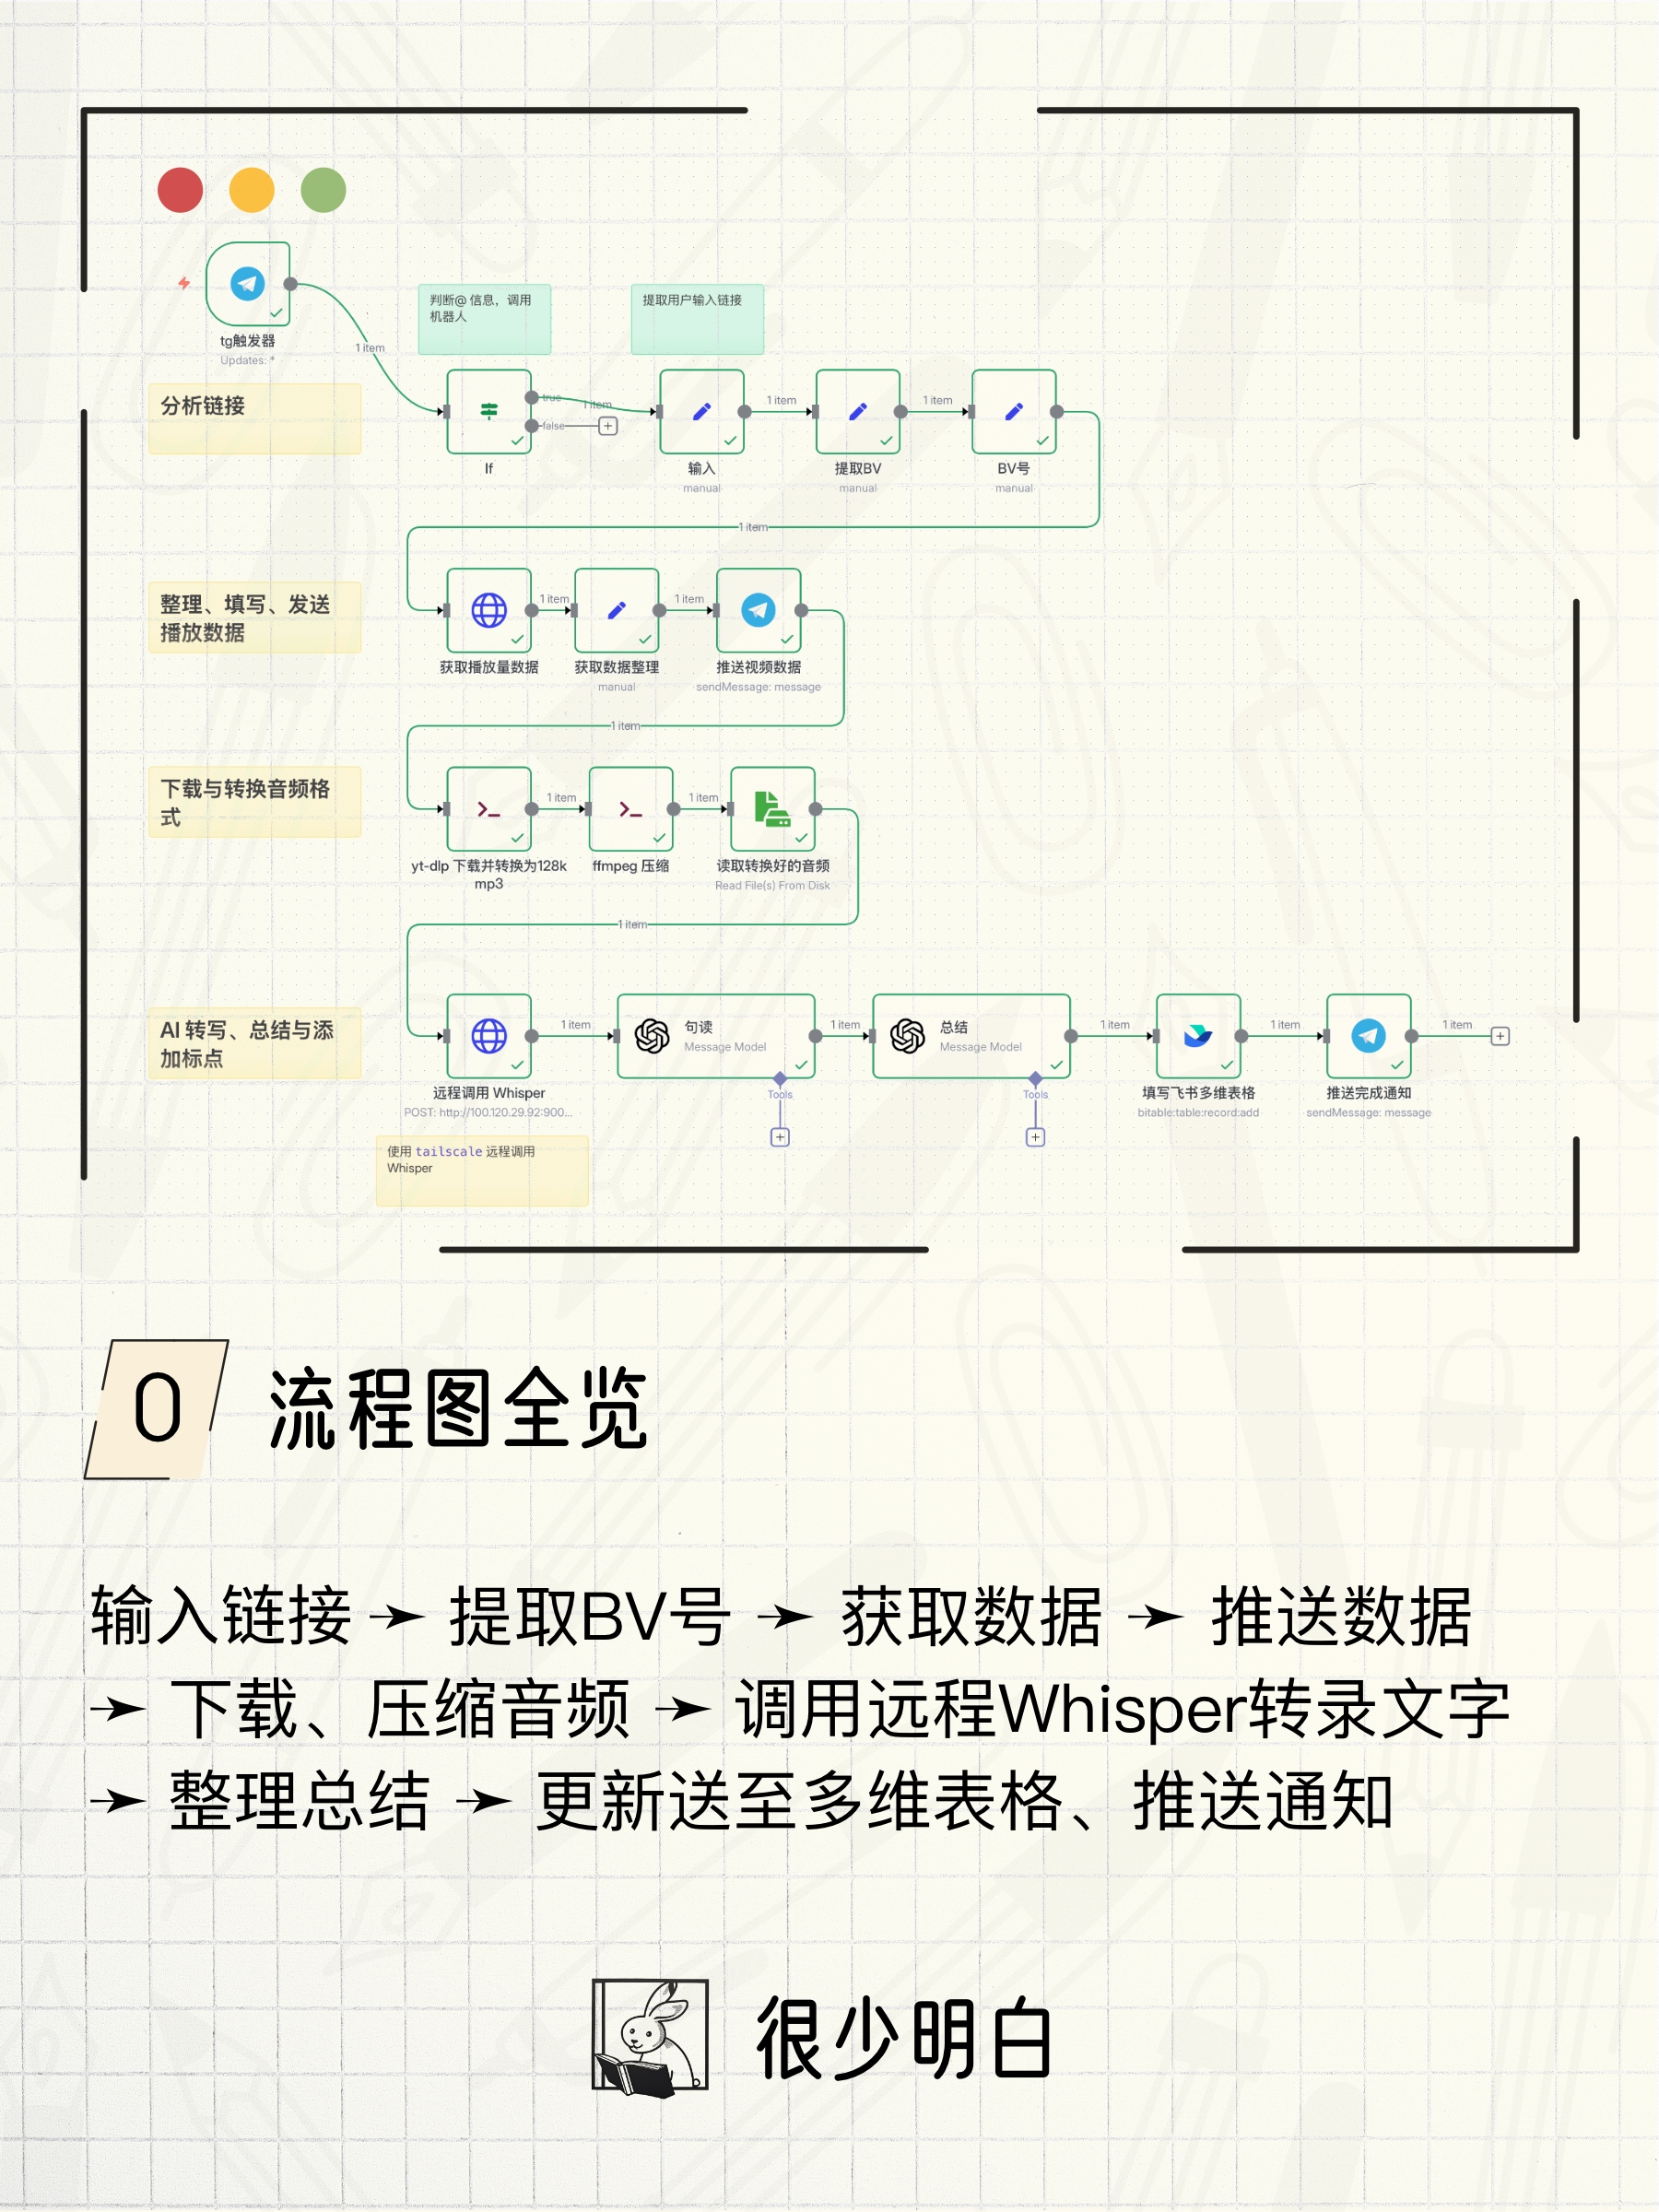 tg触发器
Updates: *
1 item
判断@ 信息，调用
机器人
提取用户输入链接
分析链接
true
false
1 item
1 item
1 item
If
输入
manual
提取BV
manual
BV号
manual
1 item
整理、填写、发送
播放数据
1 item
1 item
获取播放量数据
获取数据整理
manual
推送视频数据
sendMessage: message
1 item
下载与转换音频格
式
1 item
1 item
yt-dlp 下载并转换为128k
mp3
ffmpeg 压缩
读取转换好的音频
Read File(s) From Disk
1 item
AI 转写、总结与添
加标点
1 item
句读
Message Model
1 item
总结
Message Model
1 item
1 item
1 item
远程调用 Whisper
POST: http://100.120.29.92:900...
Tools
Tools
填写飞书多维表格
bitable:table:record:add
推送完成通知
sendMessage: message
使用 tailscale 远程调用
Whisper
0 流程图全览
输入链接 → 提取BV号 → 获取数据 → 推送数据
→ 下载、压缩音频 → 调用远程Whisper转录文字
→ 整理总结 → 更新送至多维表格、推送通知
很少明白